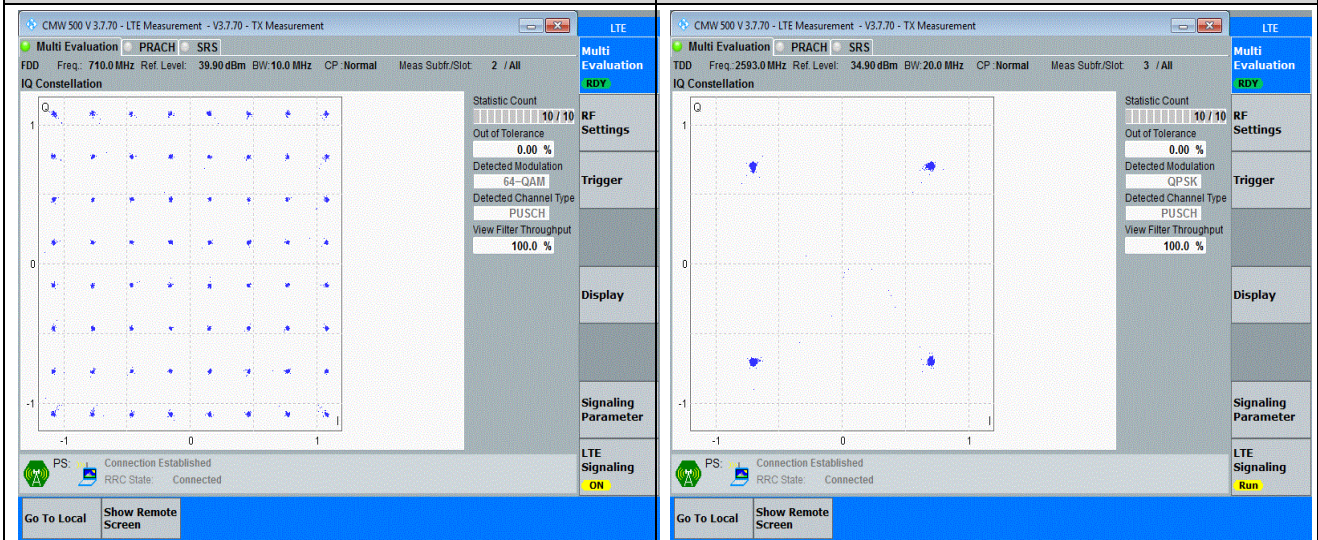 CMW 500 V 3.7.70 - LTE Measurement - V3.7.70 - TX Measurement
LTE
Multi Evaluation PRACH SRS
FDD Freq.: 710.0 MHz Ref. Level: 39.90 dBm BW: 10.0 MHz CP : Normal Meas Subfr./Slot: 2 / All
IQ Constellation
Multi
Evaluation
RDY
Q
1
0
-1
-1
0
1
I
Statistic Count
10 / 10
Out of Tolerance
0.00 %
Detected Modulation
64-QAM
Detected Channel Type
PUSCH
View Filter Throughput
100.0 %
RF
Settings
Trigger
Display
Signaling
Parameter
LTE
Signaling
ON
PS: Connection Established
RRC State: Connected
Go To Local
Show Remote
Screen
CMW 500 V 3.7.70 - LTE Measurement - V3.7.70 - TX Measurement
LTE
Multi Evaluation PRACH SRS
TDD Freq.: 2593.0 MHz Ref. Level: 34.90 dBm BW: 20.0 MHz CP : Normal Meas Subfr./Slot: 3 / All
IQ Constellation
Multi
Evaluation
RDY
Q
1
0
-1
-1
0
1
I
Statistic Count
10 / 10
Out of Tolerance
0.00 %
Detected Modulation
QPSK
Detected Channel Type
PUSCH
View Filter Throughput
100.0 %
RF
Settings
Trigger
Display
Signaling
Parameter
LTE
Signaling
Run
PS: Connection Established
RRC State: Connected
Go To Local
Show Remote
Screen